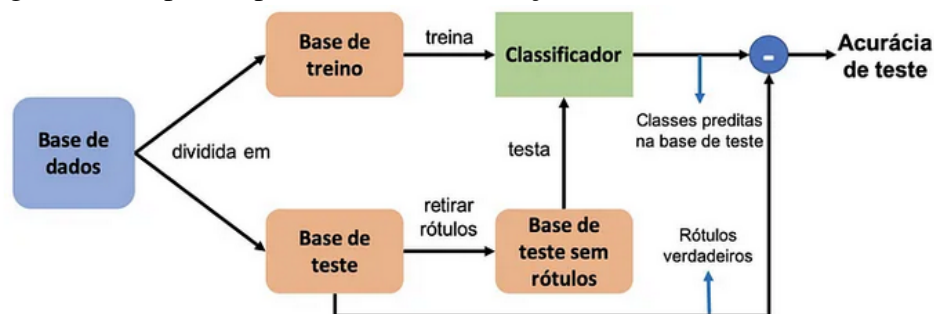 Base de
treino
treina
Classificador
-
Acurácia
de teste
Classes preditas
na base de teste
Base de
dados
dividida em
testa
Base de
teste
retirar
rótulos
Base de
teste sem
rótulos
Rótulos
verdadeiros